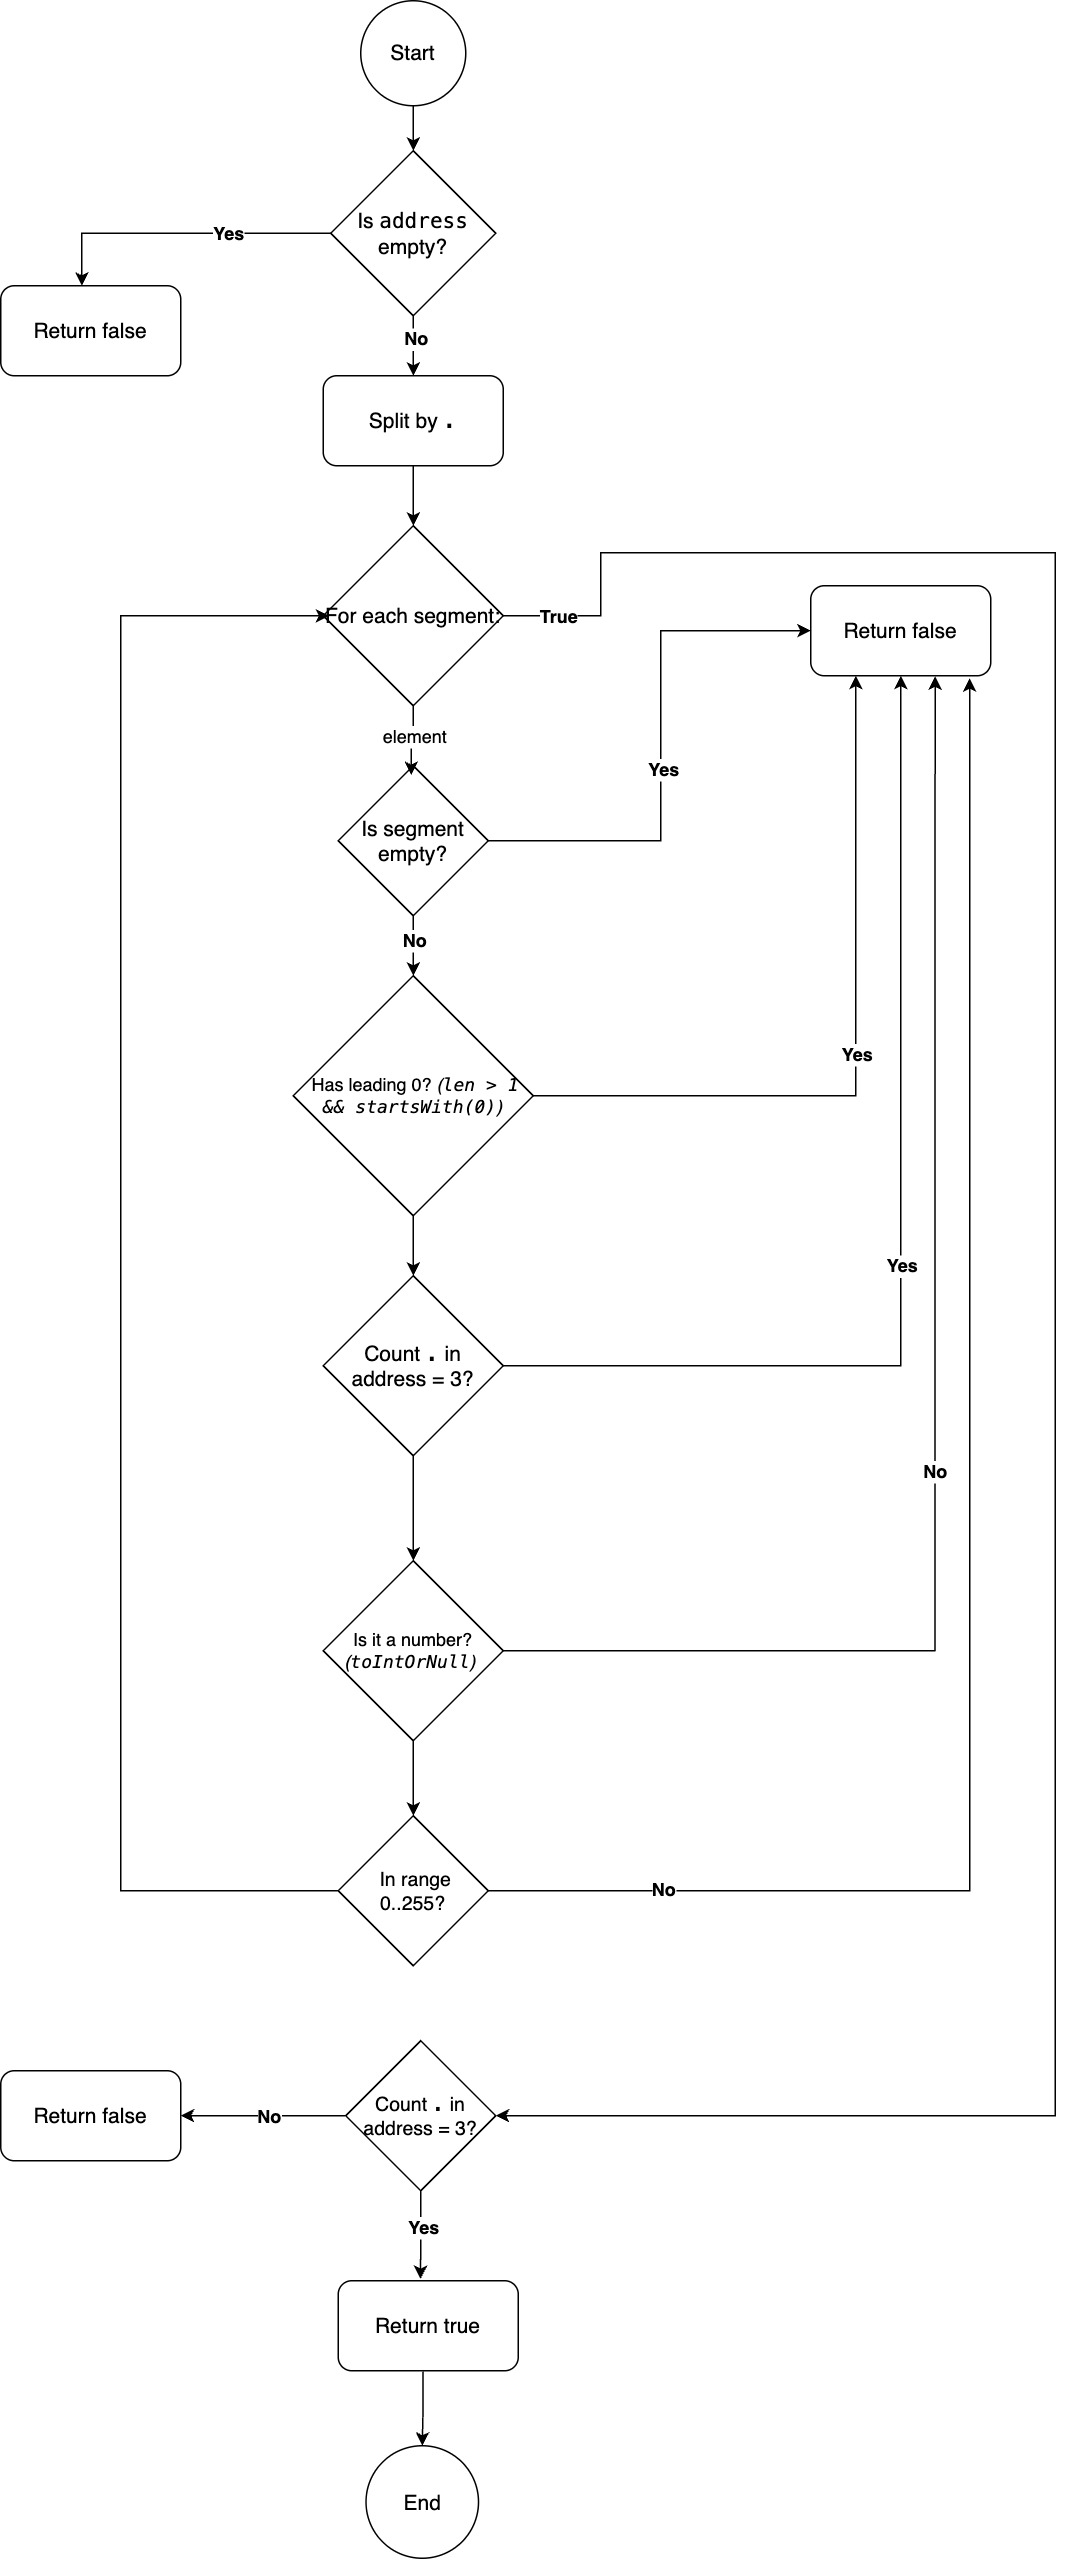 Start
Is address
empty?
Yes
Return false
No
Split by .
For each segment:
True
Return false
element
Yes
Is segment
empty?
No
Yes
Has leading 0? (len > 1
&& startsWith(0))
Yes
Count . in
address = 3?
No
Is it a number?
(toIntOrNull)
In range
0..255?
No
Count . in
address = 3?
No
Return false
Yes
Return true
End